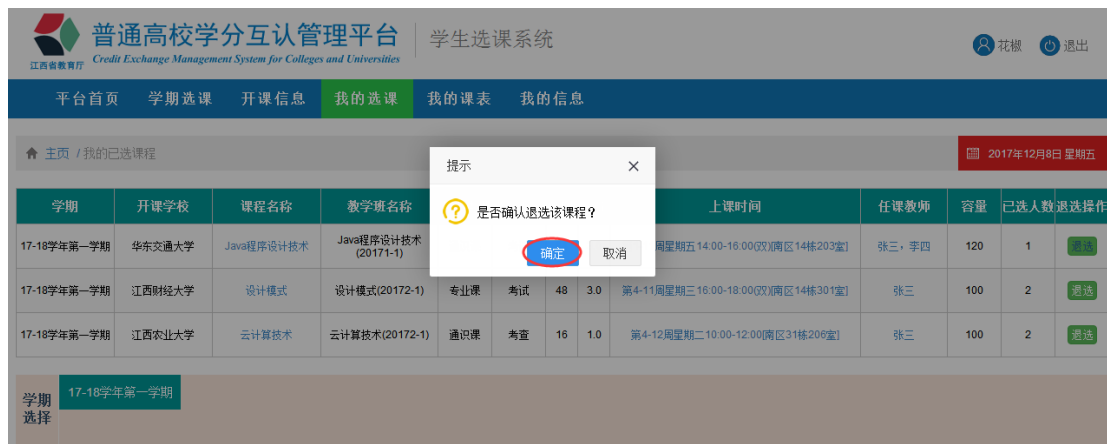 普通高校学分互认管理平台 学生选课系统
江西省教育厅 Credit Exchange Management System for Colleges and Universities
花椒 退出
平台首页 学期选课 开课信息 我的选课 我的课表 我的信息
主页 / 我的已选课程
2017年12月8日 星期五
提示
是否确认退选该课程?
确定 取消
学期 开课学校 课程名称 教学班名称 上课时间 任课教师 容量 已选人数 退选操作
17-18学年第一学期 华东交通大学 Java程序设计技术 Java程序设计技术(20171-1) 周星期五14:00-16:00(双)[南区14栋203室] 张三,李四 120 1 退选
17-18学年第一学期 江西财经大学 设计模式 设计模式(20172-1) 专业课 考试 48 3.0 第4-11周星期三16:00-18:00(双)[南区14栋301室] 张三 100 2 退选
17-18学年第一学期 江西农业大学 云计算技术 云计算技术(20172-1) 通识课 考查 16 1.0 第4-12周星期二10:00-12:00[南区31栋206室] 张三 100 2 退选
学期选择
17-18学年第一学期